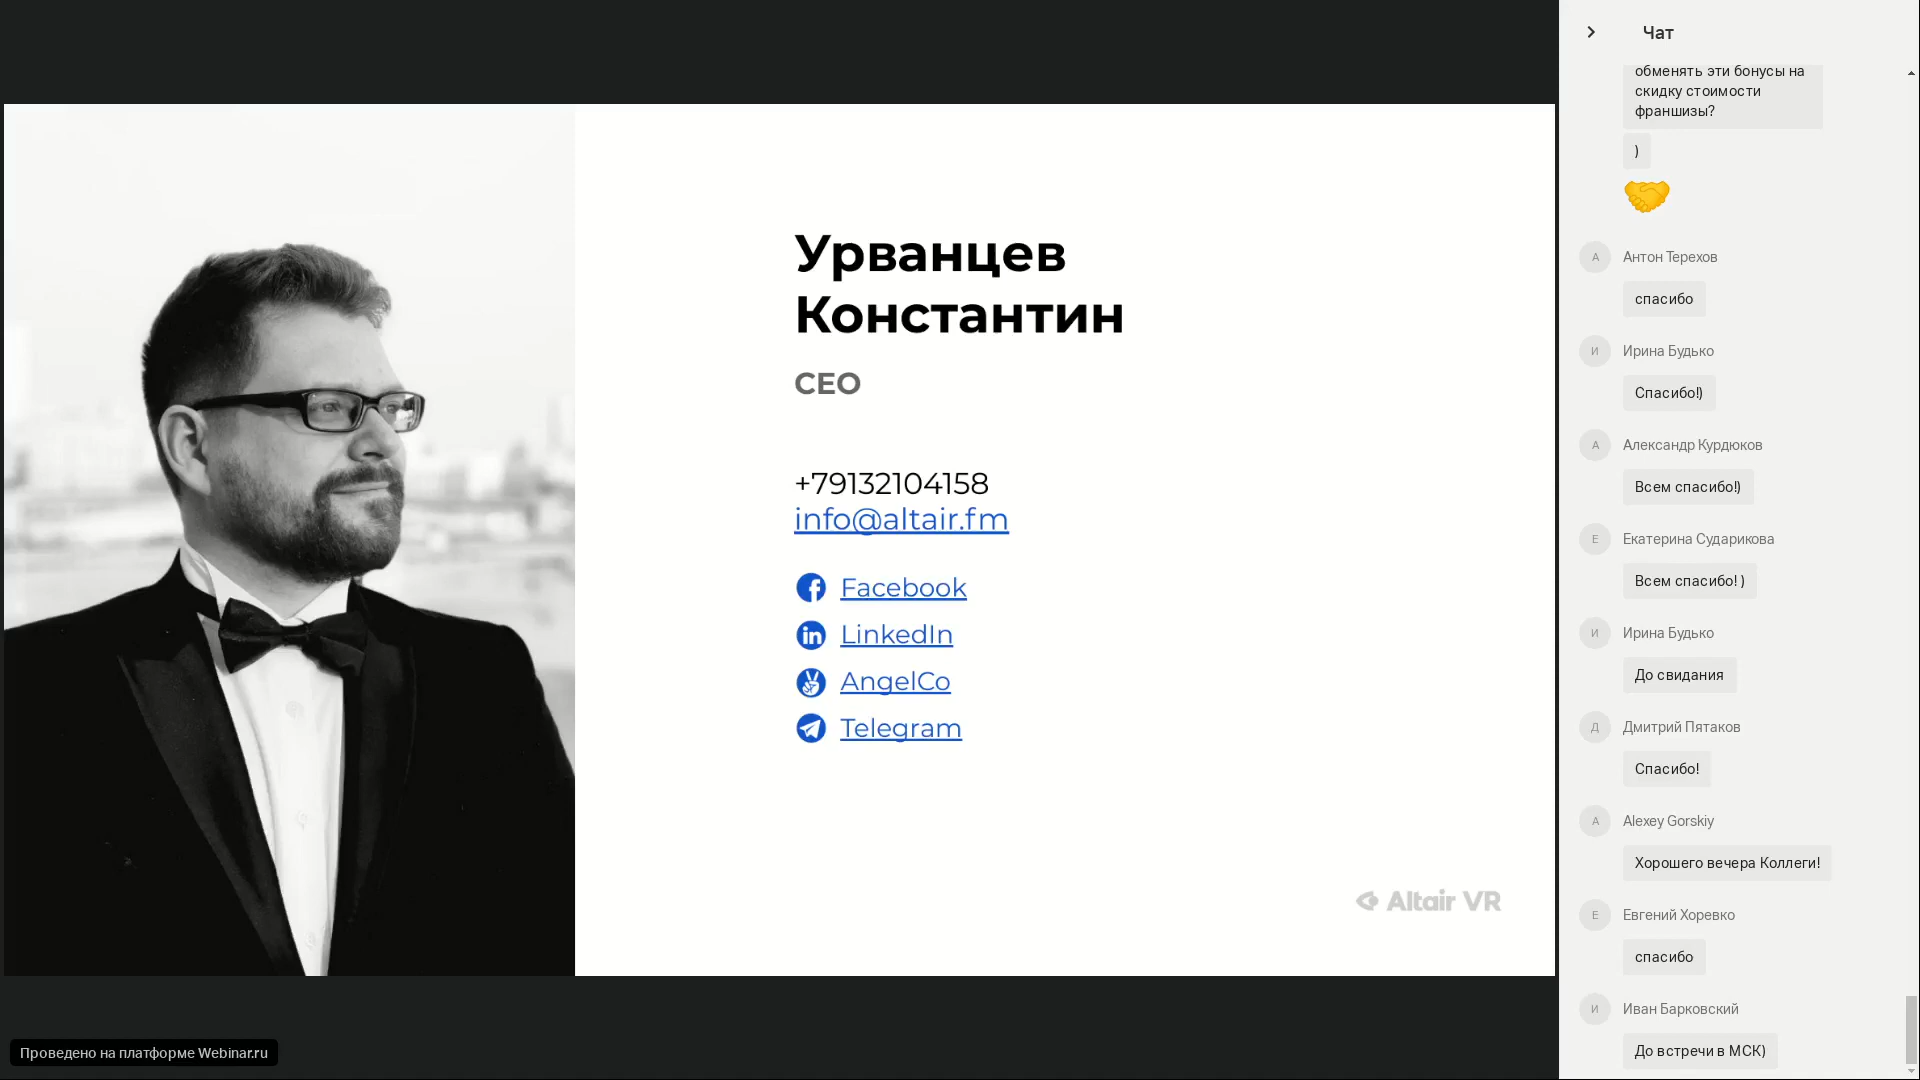 Урванцев
Константин
CEO
+79132104158
info@altair.fm
Facebook
LinkedIn
AngelCo
Telegram
Altair VR
Проведено на платформе Webinar.ru
Чат
обменять эти бонусы на
скидку стоимости
франшизы?
)
А
Антон Терехов
спасибо
И
Ирина Будько
Спасибо!)
А
Александр Курдюков
Всем спасибо!)
Е
Екатерина Сударикова
Всем спасибо! )
И
Ирина Будько
До свидания
Д
Дмитрий Пятаков
Спасибо!
A
Alexey Gorskiy
Хорошего вечера Коллеги!
Е
Евгений Хоревко
спасибо
И
Иван Барковский
До встречи в МСК)